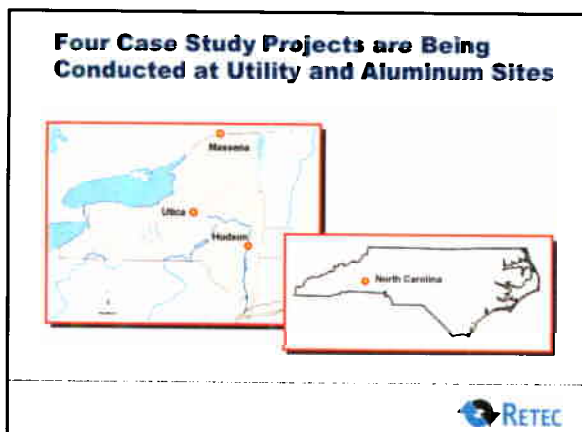 Four Case Study Projects are Being
Conducted at Utility and Aluminum Sites
Massena
Utica
Hudson
North Carolina
RETEC